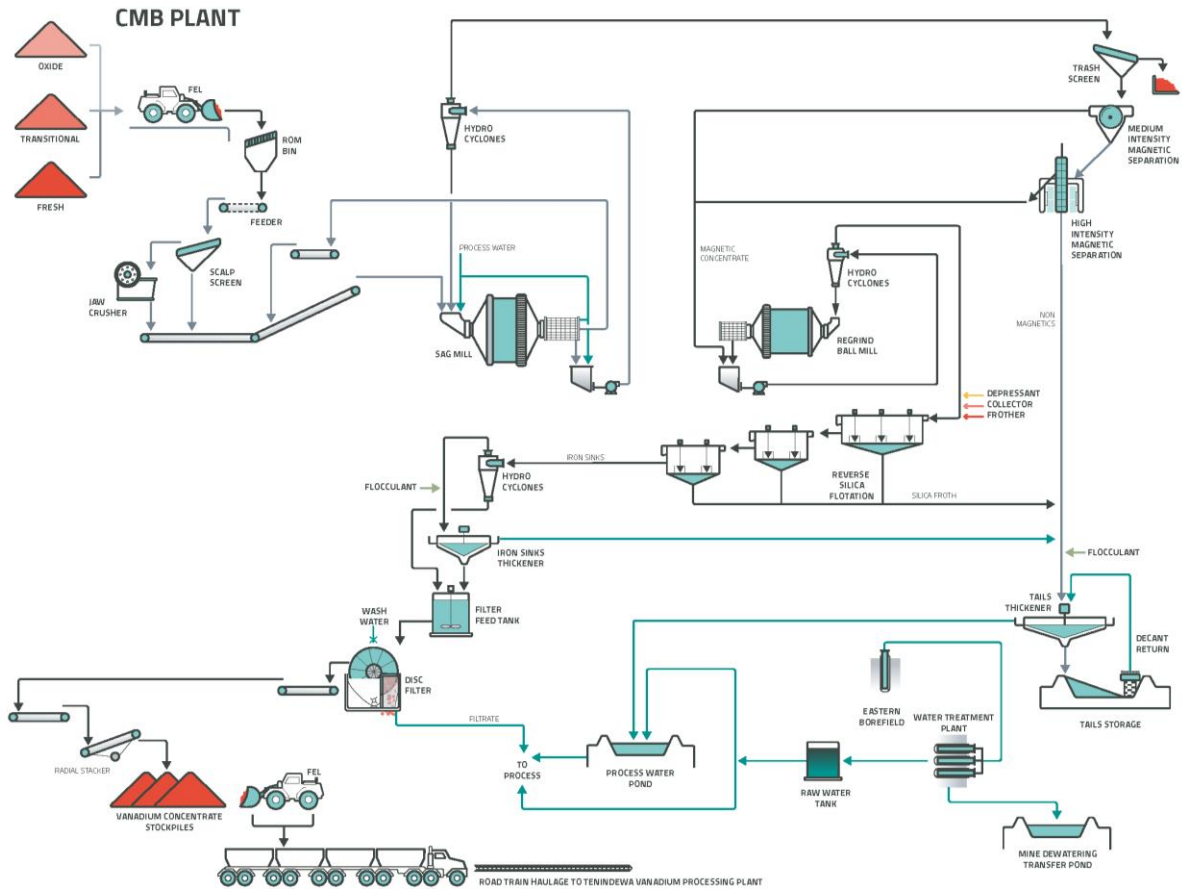 CMB PLANT
OXIDE
TRANSITIONAL
FRESH
FEL
ROM
BIN
FEEDER
SCALP
SCREEN
JAW
CRUSHER
HYDRO
CYCLONES
PROCESS WATER
SAG MILL
TRASH
SCREEN
MEDIUM
INTENSITY
MAGNETIC
SEPARATION
HIGH
INTENSITY
MAGNETIC
SEPARATION
MAGNETIC
CONCENTRATE
HYDRO
CYCLONES
REGRIND
BALL MILL
NON
MAGNETICS
DEPRESSANT
COLLECTOR
FROTHER
REVERSE
SILICA
FLOTATION
SILICA FROTH
IRON SINKS
HYDRO
CYCLONES
FLOCCULANT
IRON SINKS
THICKENER
FILTER
FEED TANK
WASH
WATER
DISC
FILTER
FILTRATE
FLOCCULANT
TAILS
THICKENER
DECANT
RETURN
TAILS STORAGE
EASTERN
BOREFIELD
WATER TREATMENT
PLANT
RAW WATER
TANK
PROCESS WATER
POND
TO
PROCESS
MINE DEWATERING
TRANSFER POND
RADIAL STACKER
VANADIUM CONCENTRATE
STOCKPILES
FEL
ROAD TRAIN HAULAGE TO TENINDEWA VANADIUM PROCESSING PLANT